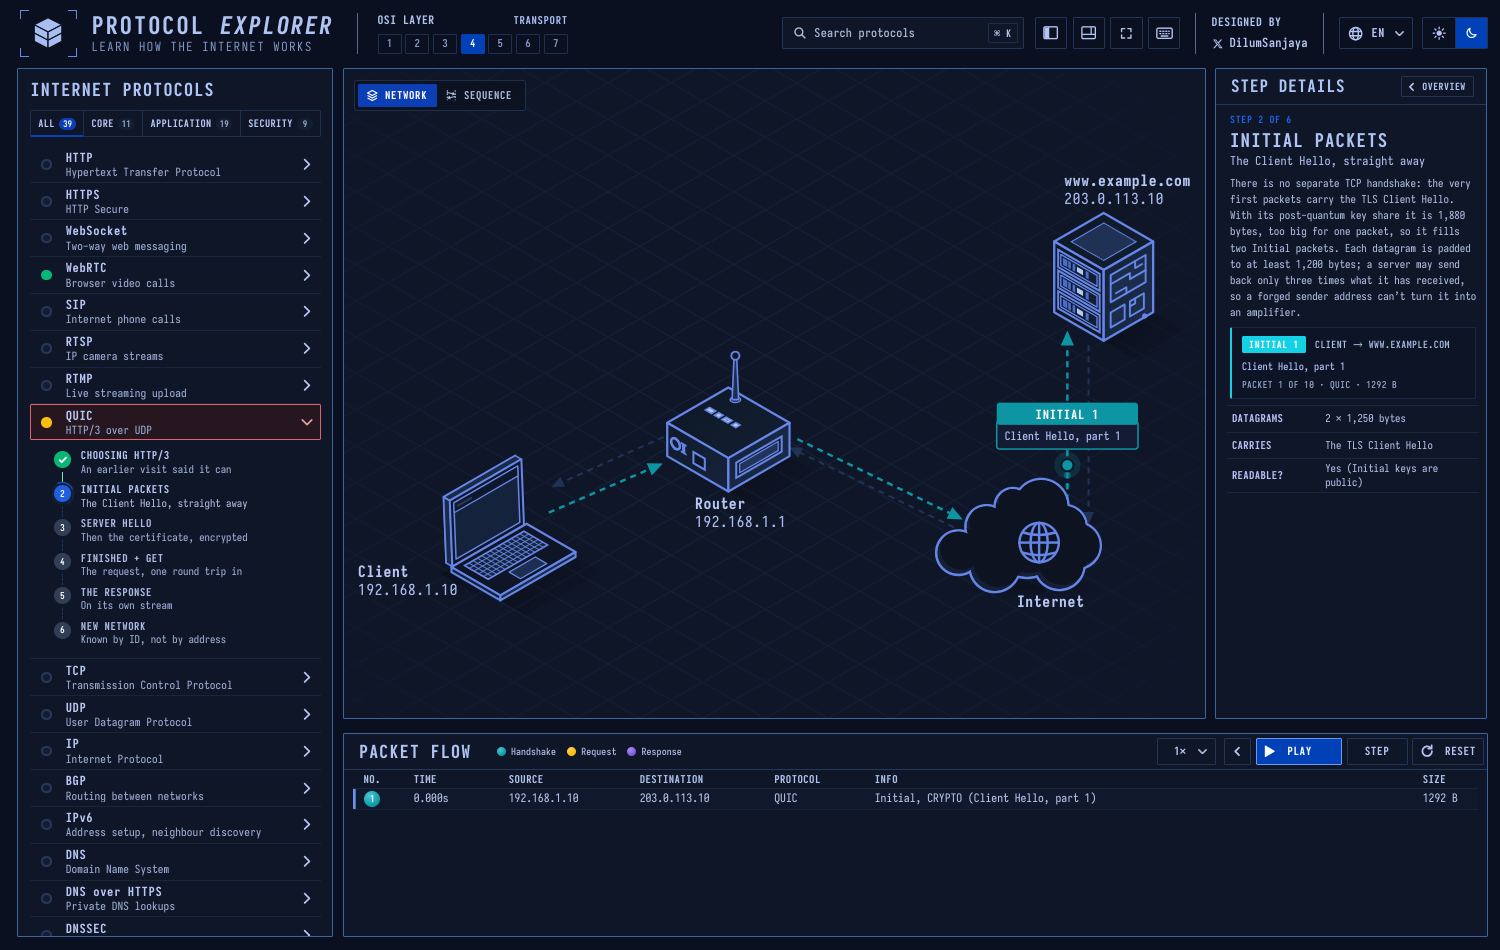 PROTOCOL EXPLORER
LEARN HOW THE INTERNET WORKS
OSI LAYER
TRANSPORT
1 2 3 4 5 6 7
Search protocols
⌘ K
DESIGNED BY
X DilumSanjaya
EN
INTERNET PROTOCOLS
ALL 39
CORE 11
APPLICATION 19
SECURITY 9
HTTP
Hypertext Transfer Protocol
HTTPS
HTTP Secure
WebSocket
Two-way web messaging
WebRTC
Browser video calls
SIP
Internet phone calls
RTSP
IP camera streams
RTMP
Live streaming upload
QUIC
HTTP/3 over UDP
CHOOSING HTTP/3
An earlier visit said it can
2
INITIAL PACKETS
The Client Hello, straight away
3
SERVER HELLO
Then the certificate, encrypted
4
FINISHED + GET
The request, one round trip in
5
THE RESPONSE
On its own stream
6
NEW NETWORK
Known by ID, not by address
TCP
Transmission Control Protocol
UDP
User Datagram Protocol
IP
Internet Protocol
BGP
Routing between networks
IPv6
Address setup, neighbour discovery
DNS
Domain Name System
DNS over HTTPS
Private DNS lookups
DNSSEC
NETWORK
SEQUENCE
www.example.com
203.0.113.10
INITIAL 1
Client Hello, part 1
Router
192.168.1.1
Client
192.168.1.10
Internet
STEP DETAILS
OVERVIEW
STEP 2 OF 6
INITIAL PACKETS
The Client Hello, straight away
There is no separate TCP handshake: the very
first packets carry the TLS Client Hello.
With its post-quantum key share it is 1,880
bytes, too big for one packet, so it fills
two Initial packets. Each datagram is padded
to at least 1,200 bytes; a server may send
back only three times what it has received,
so a forged sender address can’t turn it into
an amplifier.
INITIAL 1
CLIENT → WWW.EXAMPLE.COM
Client Hello, part 1
PACKET 1 OF 10 · QUIC · 1292 B
DATAGRAMS
2 × 1,250 bytes
CARRIES
The TLS Client Hello
READABLE?
Yes (Initial keys are
public)
PACKET FLOW
Handshake
Request
Response
1×
PLAY
STEP
RESET
NO. TIME SOURCE DESTINATION PROTOCOL INFO SIZE
1 0.000s 192.168.1.10 203.0.113.10 QUIC Initial, CRYPTO (Client Hello, part 1) 1292 B